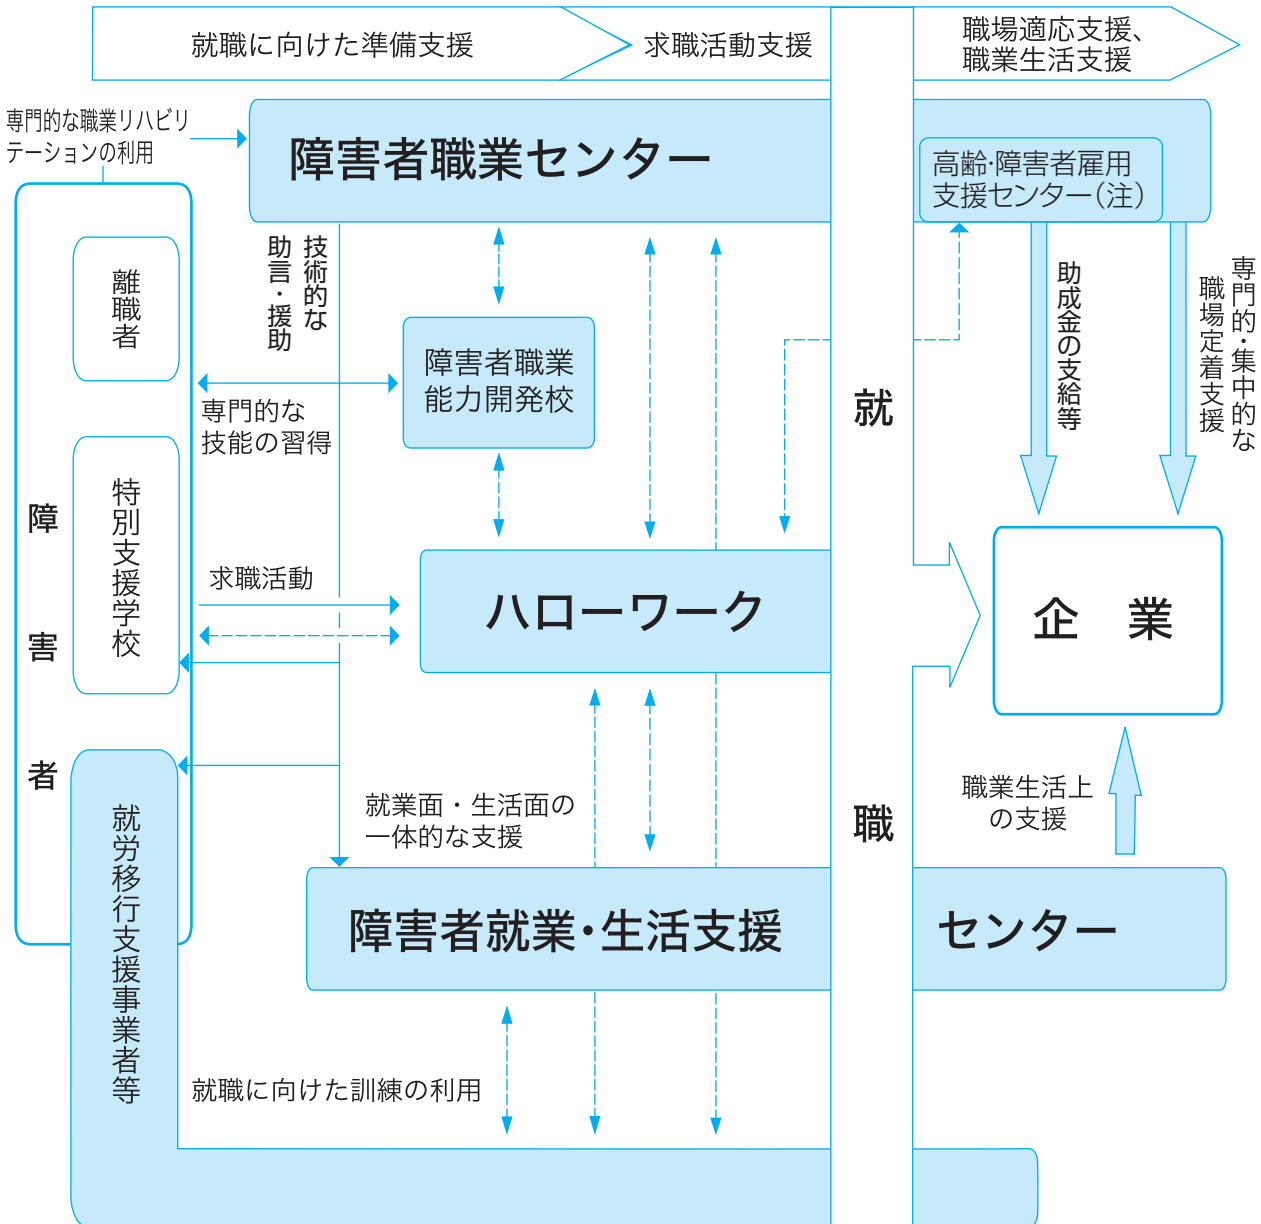 就職に向けた準備支援
求職活動支援
職場適応支援、
職業生活支援
専門的な職業リハビリ
テーションの利用
障害者職業センター
高齢・障害者雇用
支援センター（注）
技術的な
助言・援助
離職者
障害者職業
能力開発校
専門的な
技能の習得
助成金の支給等
専門的・集中的な
職場定着支援
就職
特別支援学校
障害者
求職活動
ハローワーク
企業
就業面・生活面の
一体的な支援
職業生活上
の支援
就労移行支援事業者等
障害者就業・生活支援
センター
就職に向けた訓練の利用